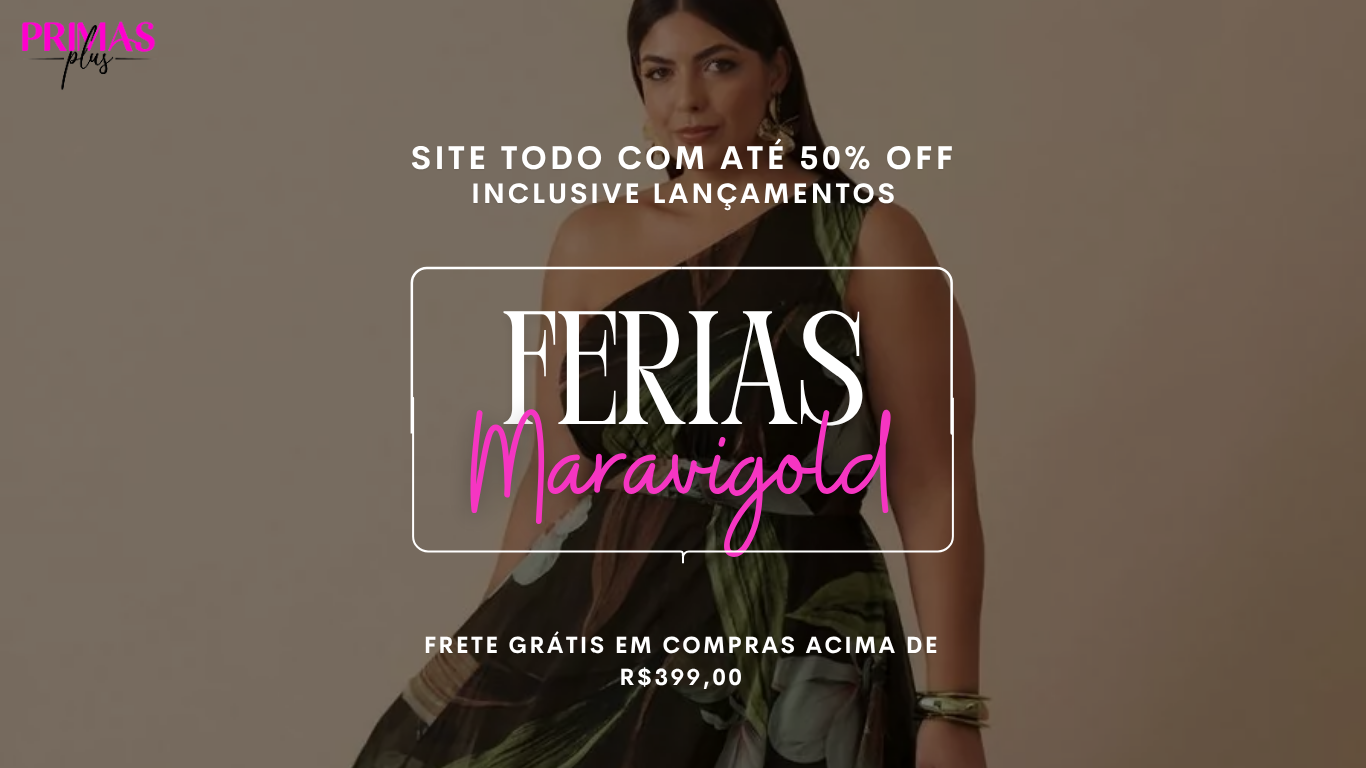 PRIMAS
plus
SITE TODO COM ATÉ 50% OFF
INCLUSIVE LANÇAMENTOS
FERIAS
Maravigold
FRETE GRÁTIS EM COMPRAS ACIMA DE
R$399,00